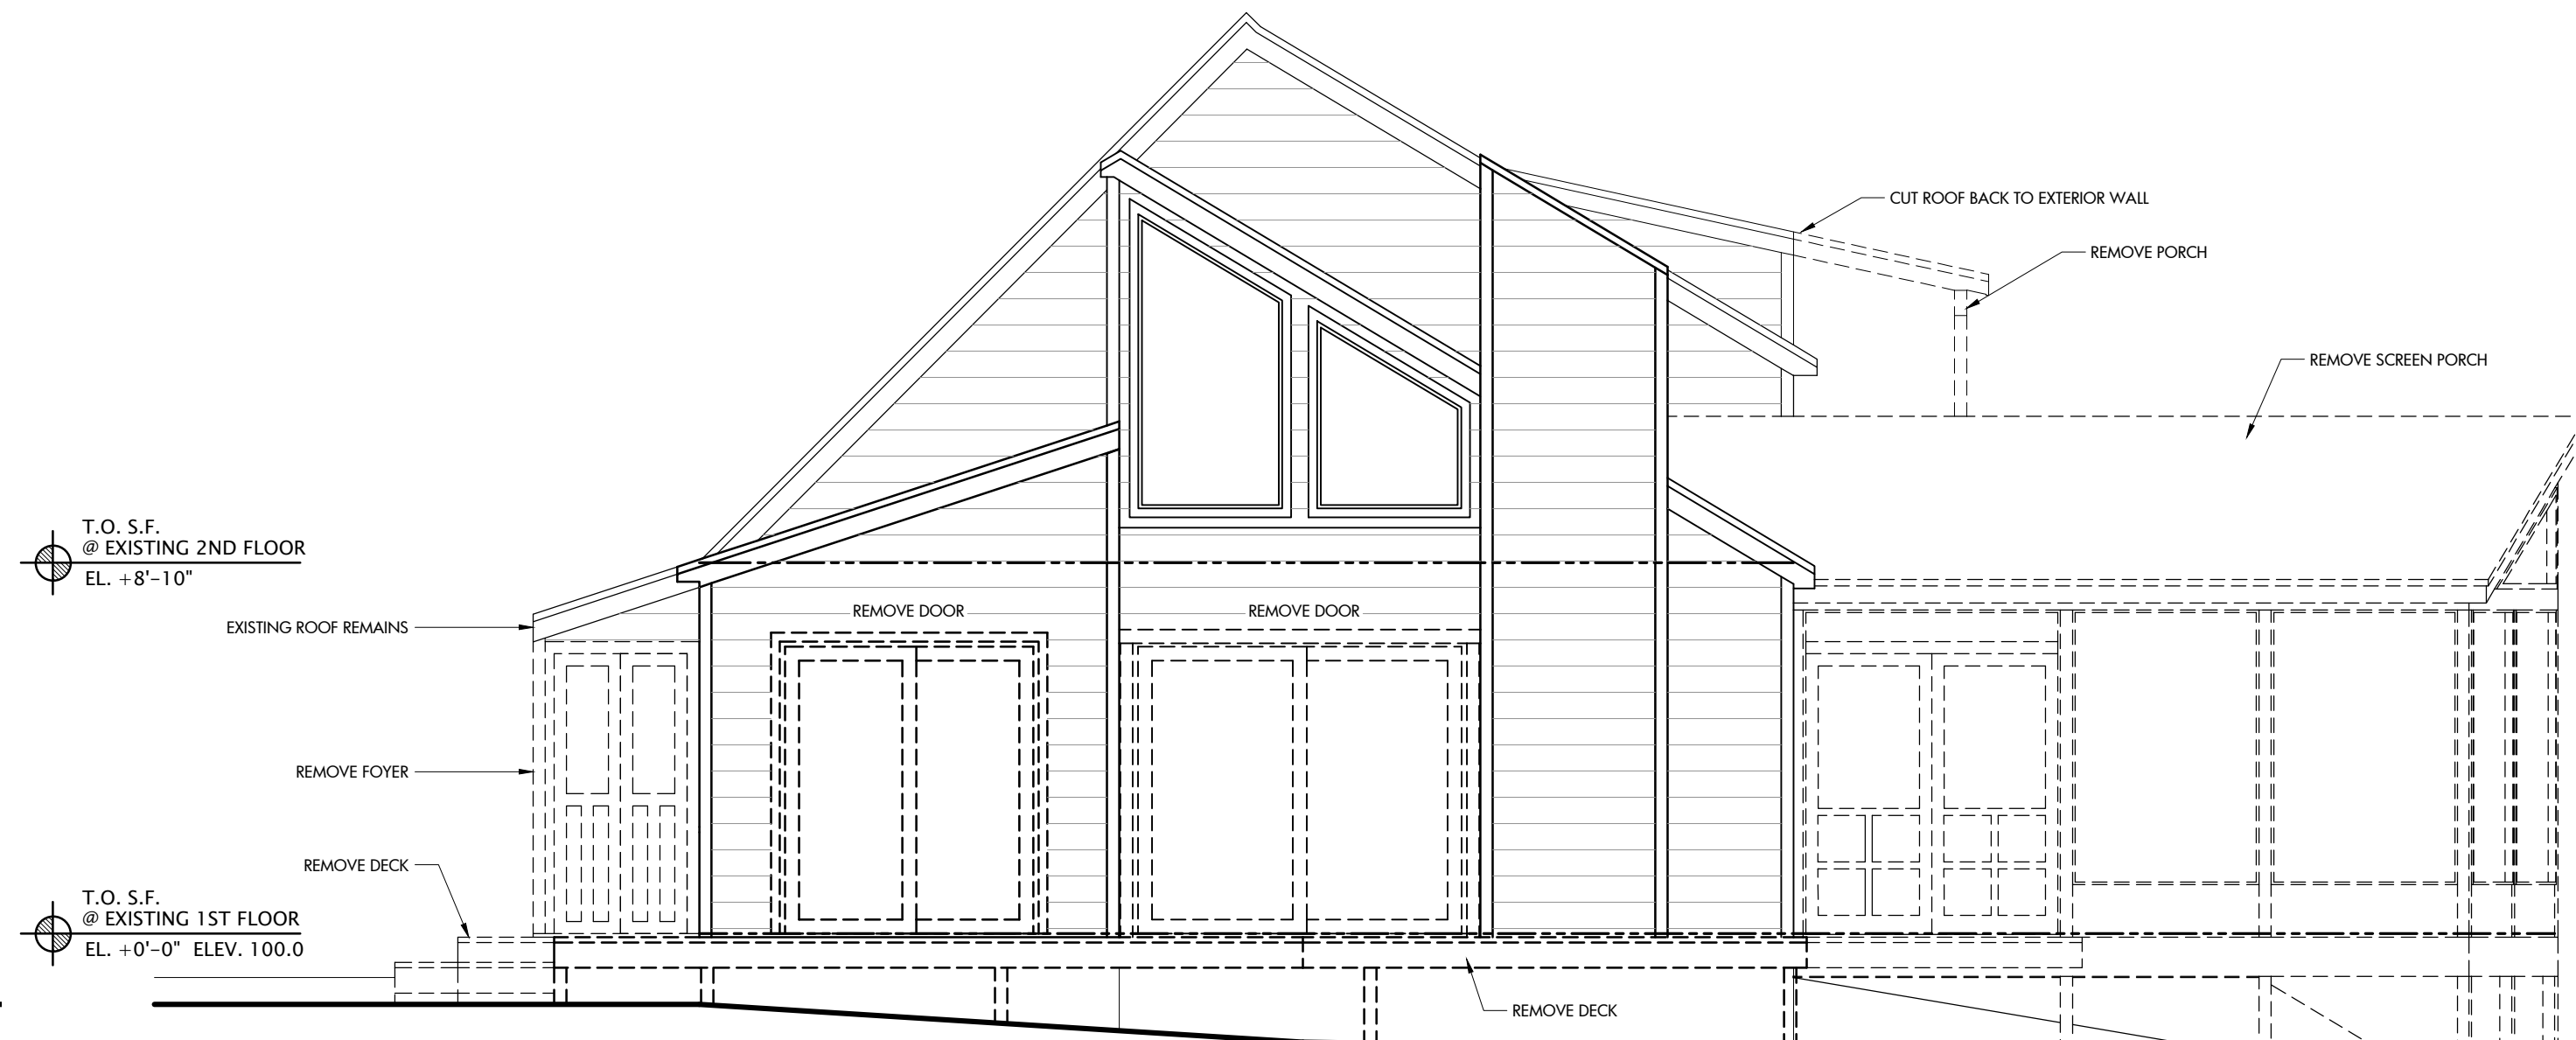 CUT ROOF BACK TO EXTERIOR WALL
REMOVE PORCH
REMOVE SCREEN PORCH
T.O. S.F.
@ EXISTING 2ND FLOOR
EL. +8'-10"
EXISTING ROOF REMAINS
REMOVE DOOR
REMOVE DOOR
REMOVE FOYER
REMOVE DECK
T.O. S.F.
@ EXISTING 1ST FLOOR
EL. +0'-0" ELEV. 100.0
REMOVE DECK